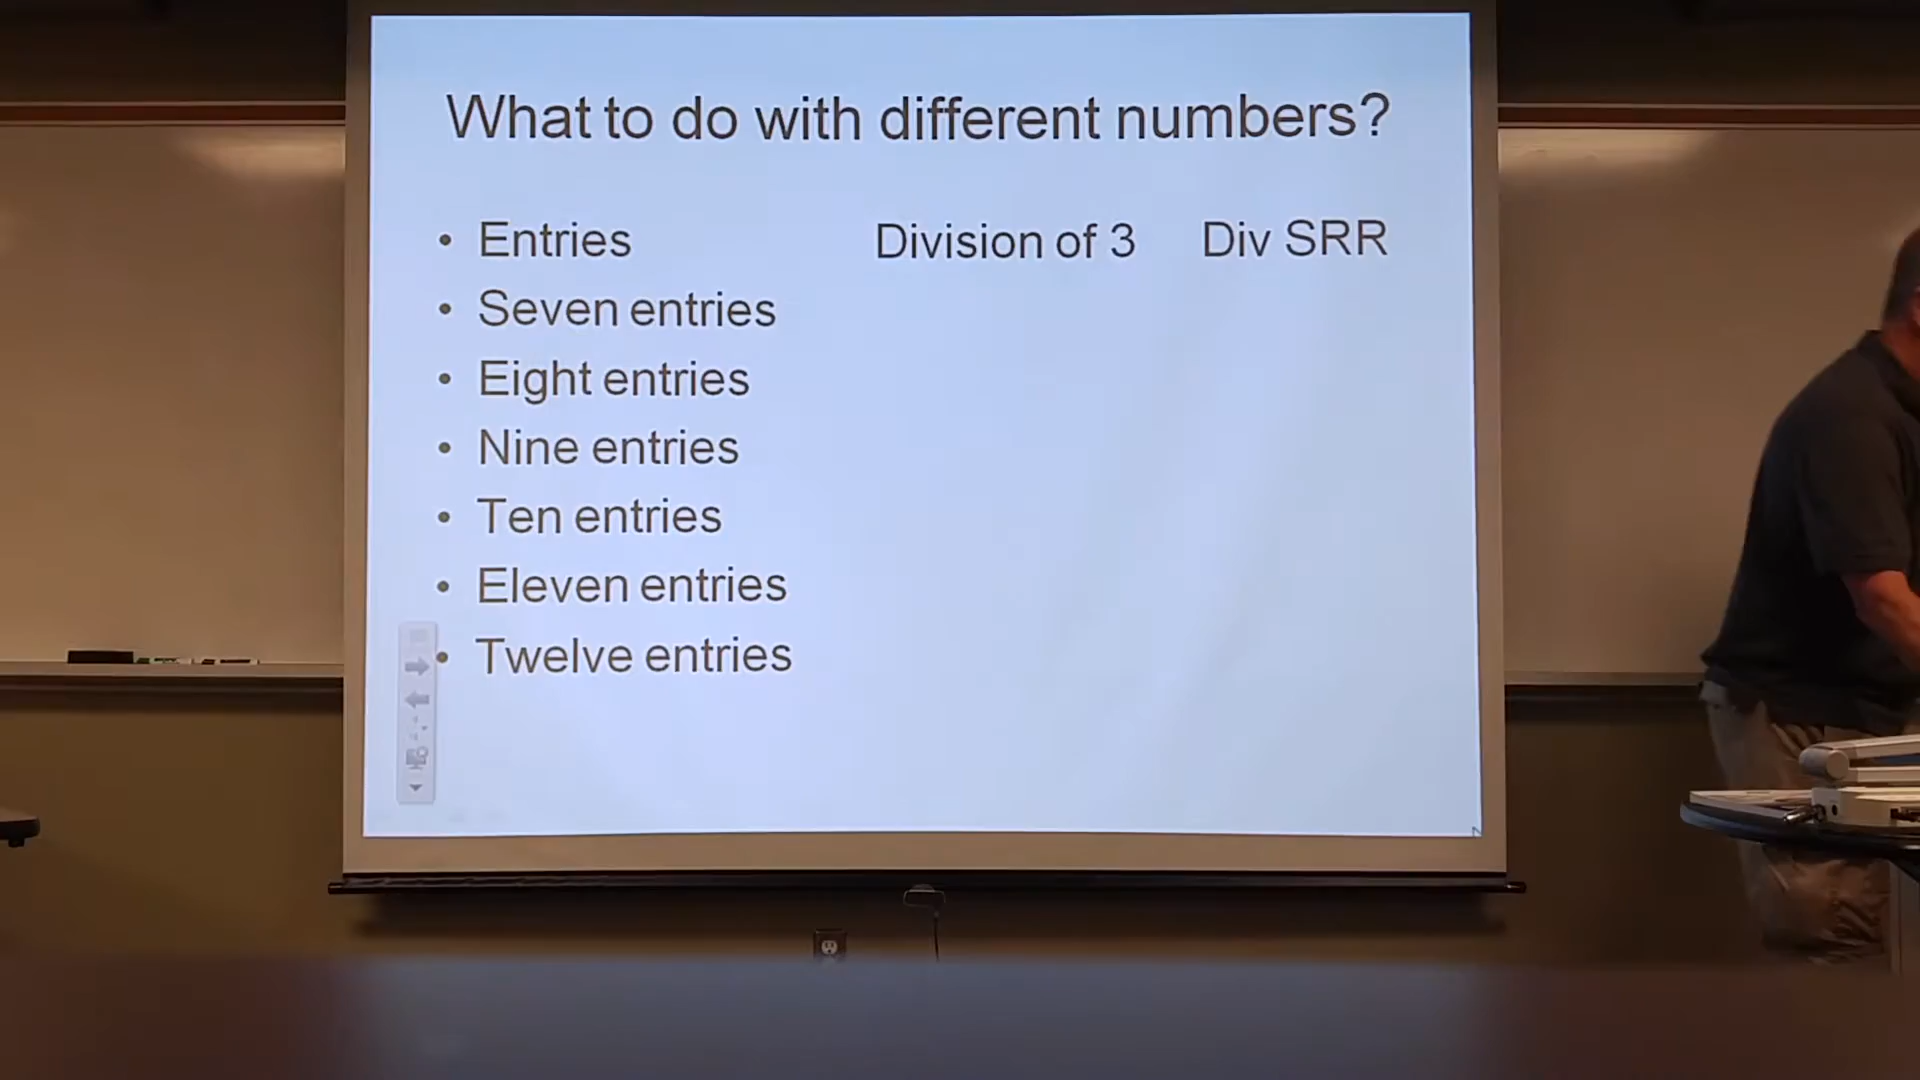 What to do with different numbers?
• Entries Division of 3 Div SRR
• Seven entries
• Eight entries
• Nine entries
• Ten entries
• Eleven entries
• Twelve entries